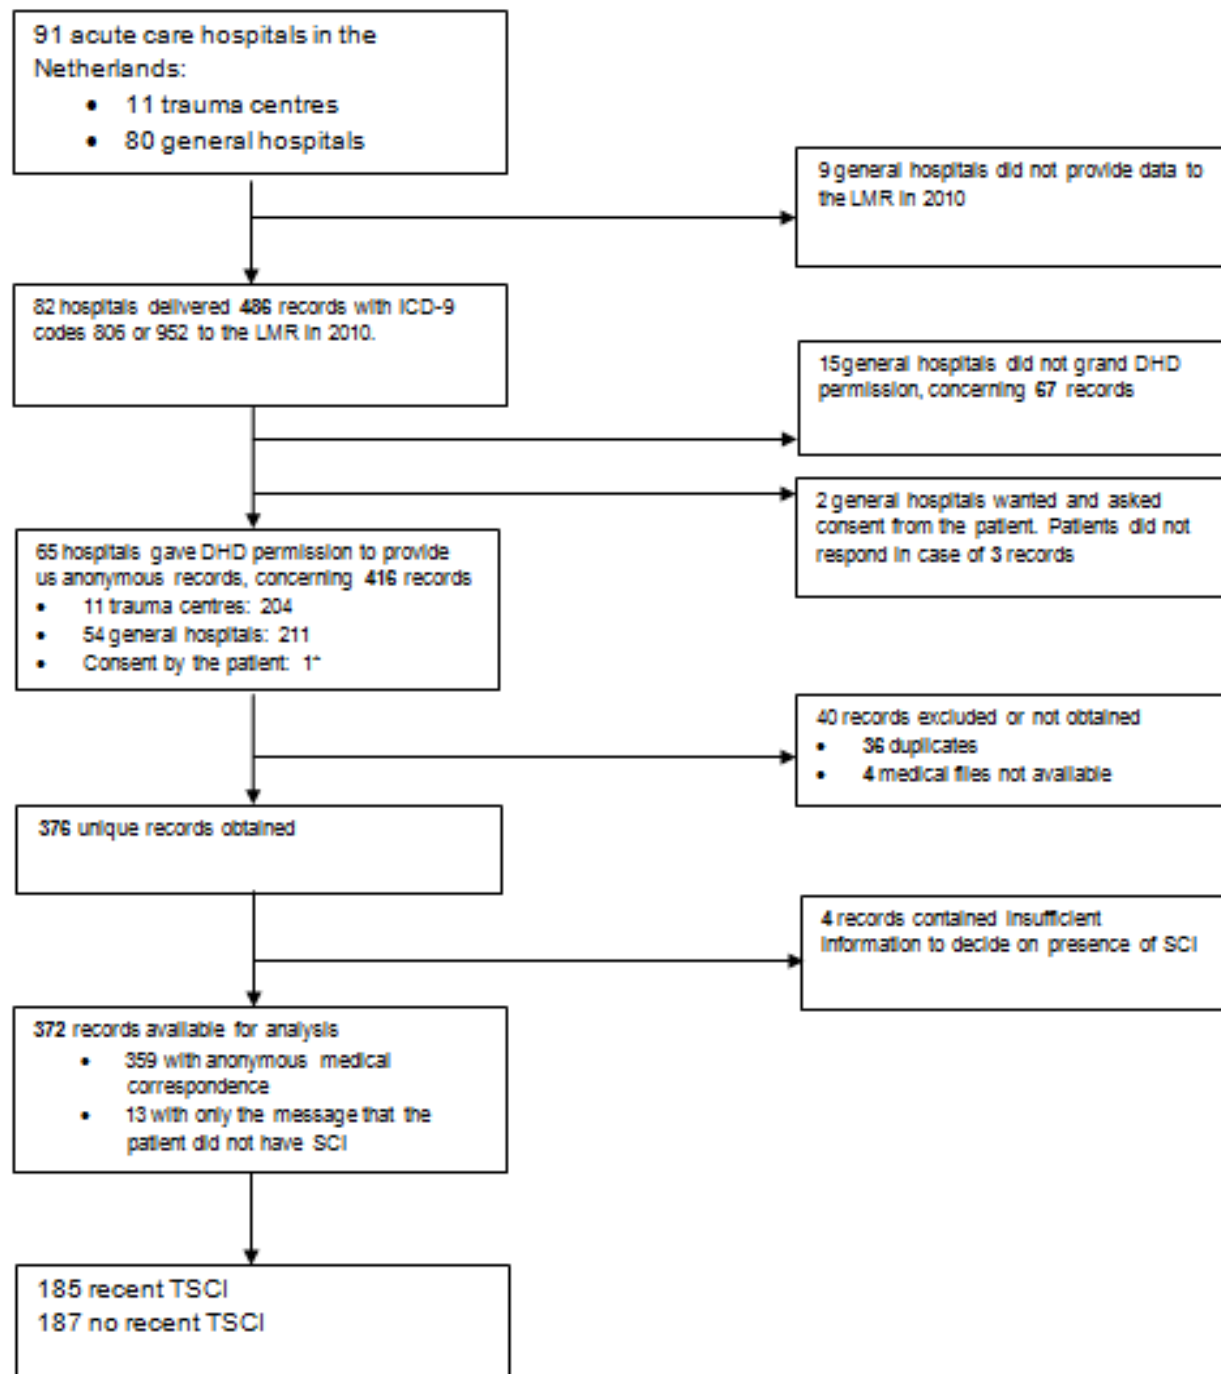 91 acute care hospitals in the
Netherlands:
• 11 trauma centres
• 80 general hospitals
9 general hospitals did not provide data to
the LMR in 2010
82 hospitals delivered 486 records with ICD-9
codes 806 or 952 to the LMR in 2010.
15 general hospitals did not grand DHD
permission, concerning 67 records
2 general hospitals wanted and asked
consent from the patient. Patients did not
respond in case of 3 records
65 hospitals gave DHD permission to provide
us anonymous records, concerning 416 records
• 11 trauma centres: 204
• 54 general hospitals: 211
• Consent by the patient: 1*
40 records excluded or not obtained
• 36 duplicates
• 4 medical files not available
376 unique records obtained
4 records contained insufficient
information to decide on presence of SCI
372 records available for analysis
• 359 with anonymous medical
correspondence
• 13 with only the message that the
patient did not have SCI
185 recent TSCI
187 no recent TSCI